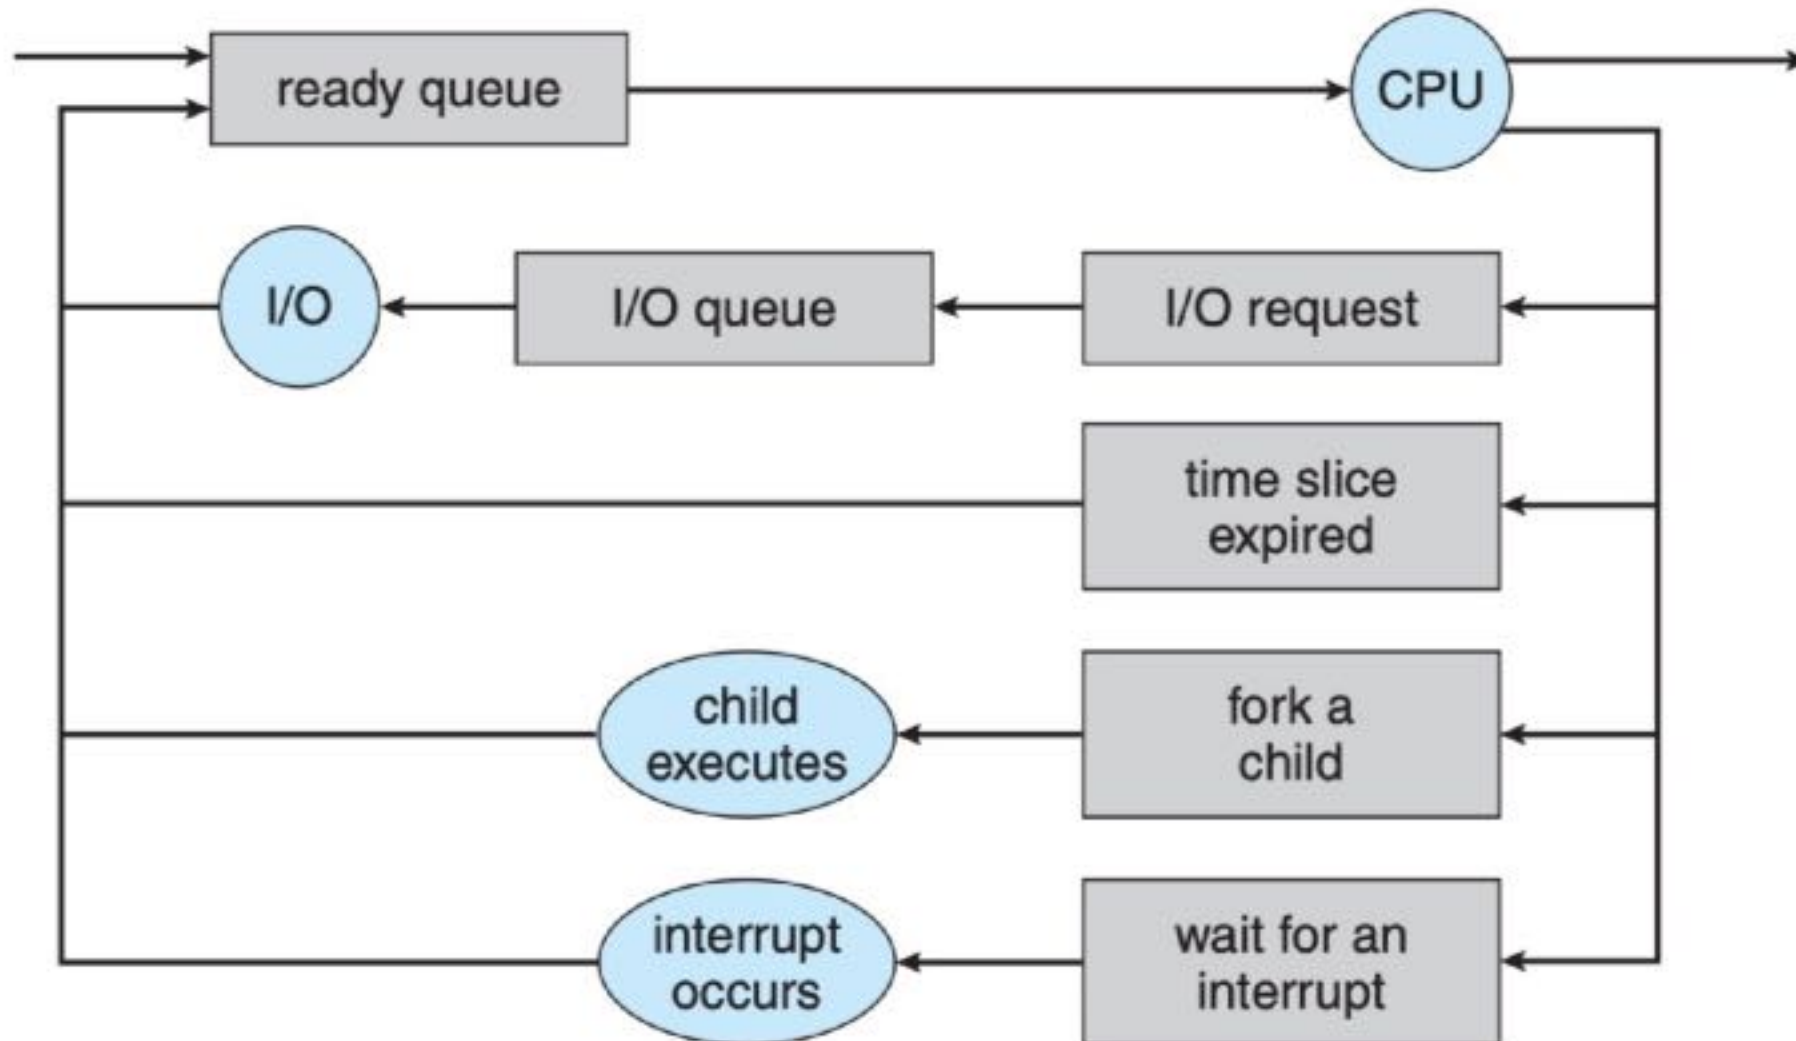 ready queue
CPU
I/O
I/O queue
I/O request
time slice
expired
child
executes
fork a
child
interrupt
occurs
wait for an
interrupt